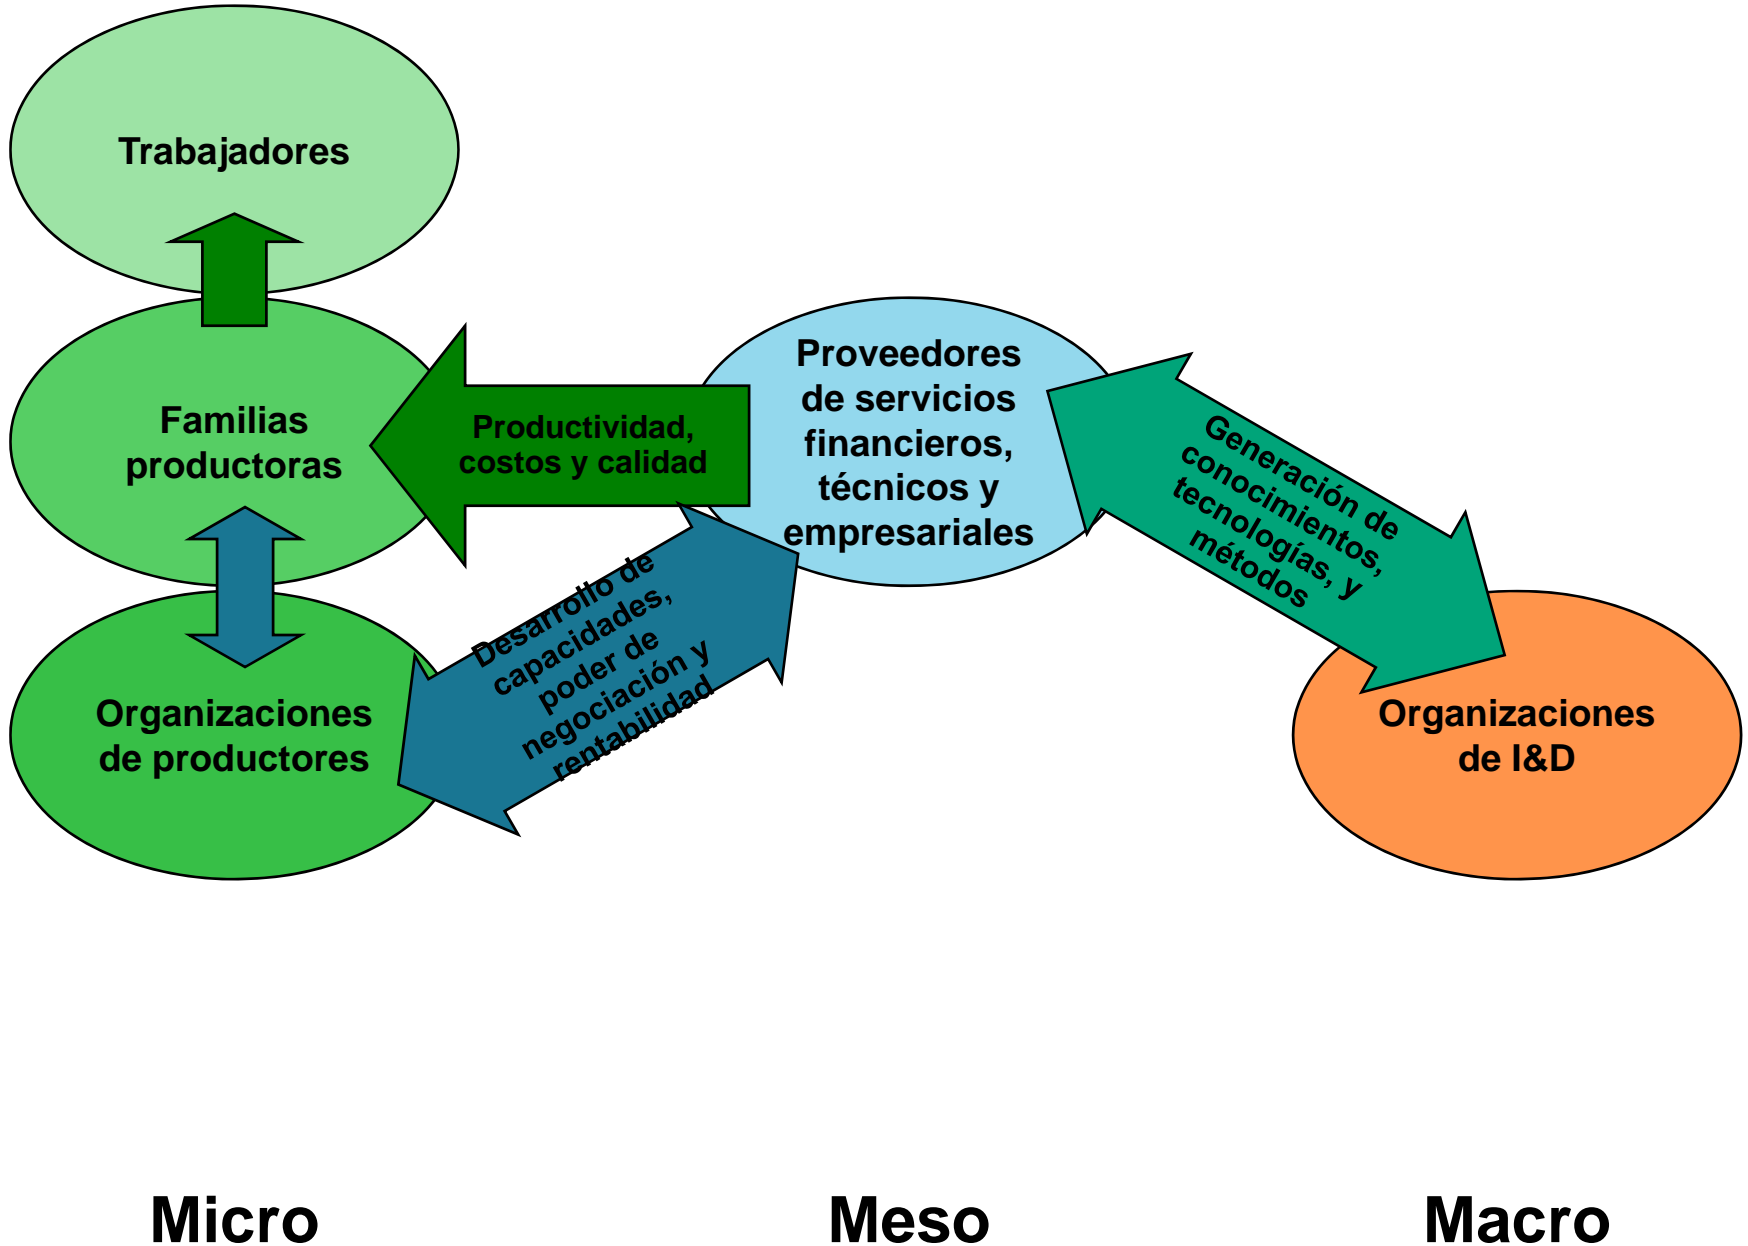 Trabajadores
Familias
productoras
Organizaciones
de productores
Productividad,
costos y calidad
Desarrollo de
capacidades,
poder de
negociación y
rentabilidad
Proveedores
de servicios
financieros,
técnicos y
empresariales
Generación de
conocimientos,
tecnologías, y
métodos
Organizaciones
de I&D
Micro
Meso
Macro